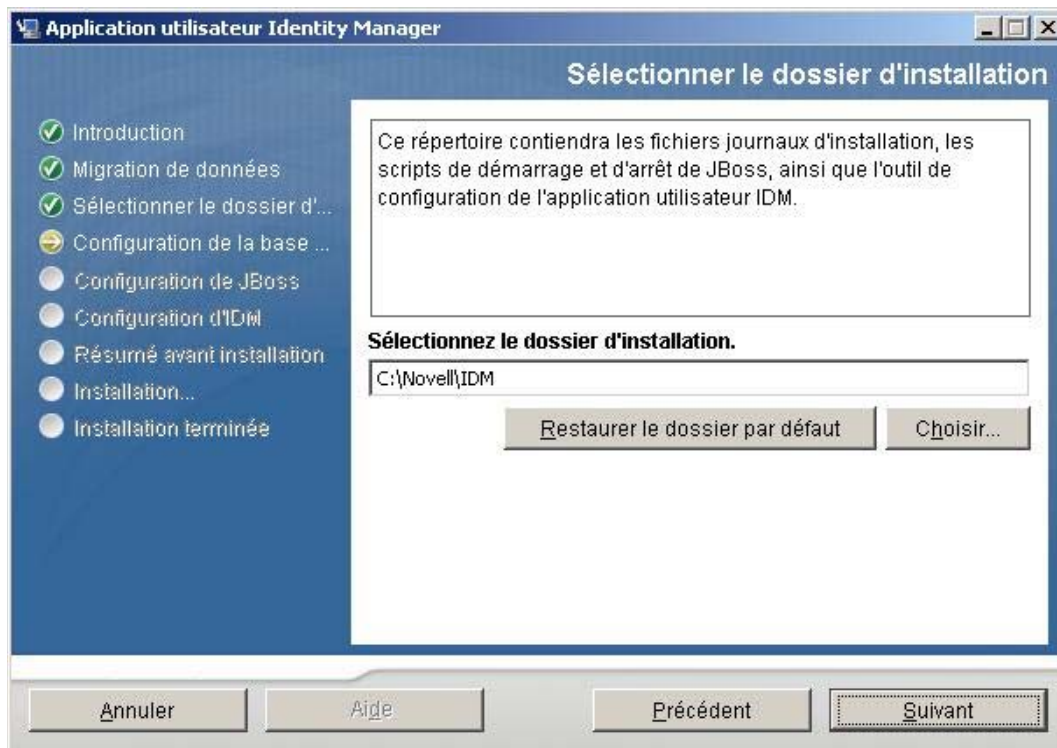 Application utilisateur Identity Manager
Sélectionner le dossier d'installation
Introduction
Migration de données
Sélectionner le dossier d'...
Configuration de la base ...
Configuration de JBoss
Configuration d'IDM
Résumé avant installation
Installation...
Installation terminée
Ce répertoire contiendra les fichiers journaux d'installation, les
scripts de démarrage et d'arrêt de JBoss, ainsi que l'outil de
configuration de l'application utilisateur IDM.
Sélectionnez le dossier d'installation.
C:\Novell\IDM
Restaurer le dossier par défaut
Choisir...
Annuler
Aide
Précédent
Suivant